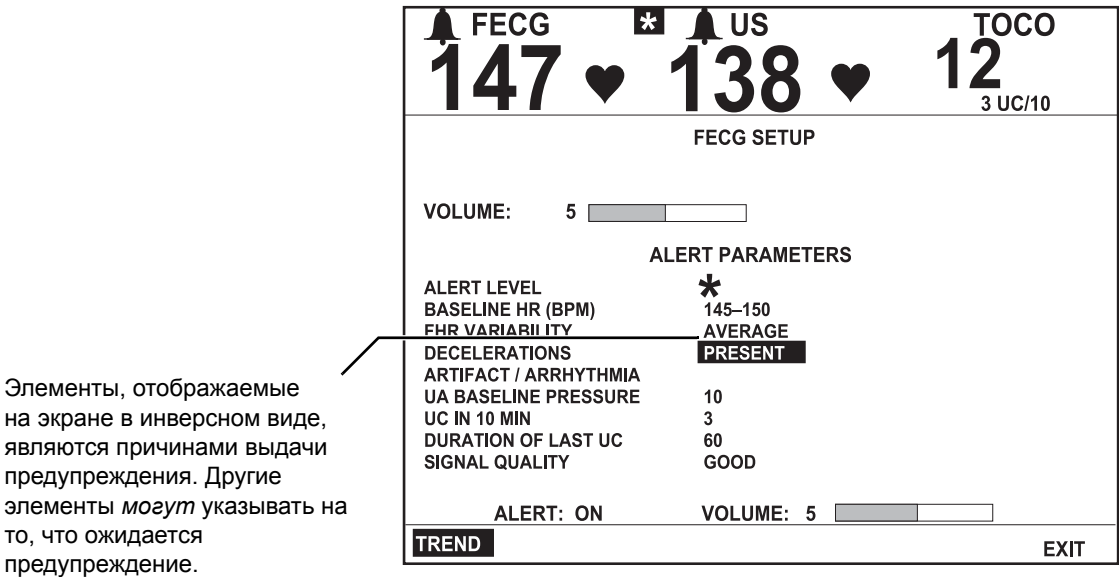 FECG * US TOCO
147 138 12
3 UC/10
FECG SETUP
VOLUME: 5
ALERT PARAMETERS
ALERT LEVEL *
BASELINE HR (BPM) 145–150
FHR VARIABILITY AVERAGE
DECELERATIONS PRESENT
ARTIFACT / ARRHYTHMIA
UA BASELINE PRESSURE 10
UC IN 10 MIN 3
DURATION OF LAST UC 60
SIGNAL QUALITY GOOD
ALERT: ON VOLUME: 5
TREND EXIT
Элементы, отображаемые
на экране в инверсном виде,
являются причинами выдачи
предупреждения. Другие
элементы могут указывать на
то, что ожидается
предупреждение.